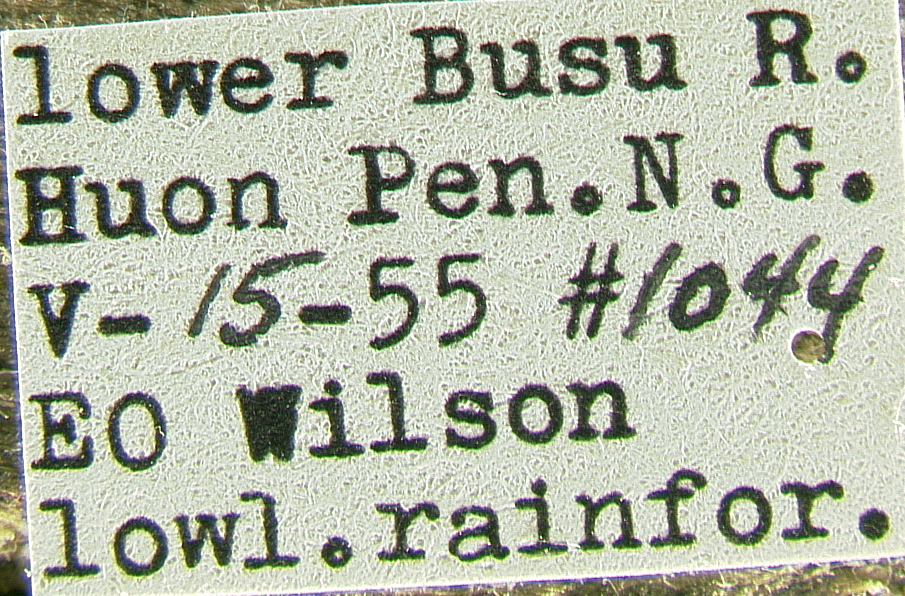 lower Busu R.
Huon Pen.N.G.
V-15-55 #1044
EO Wilson
lowl.rainfor.